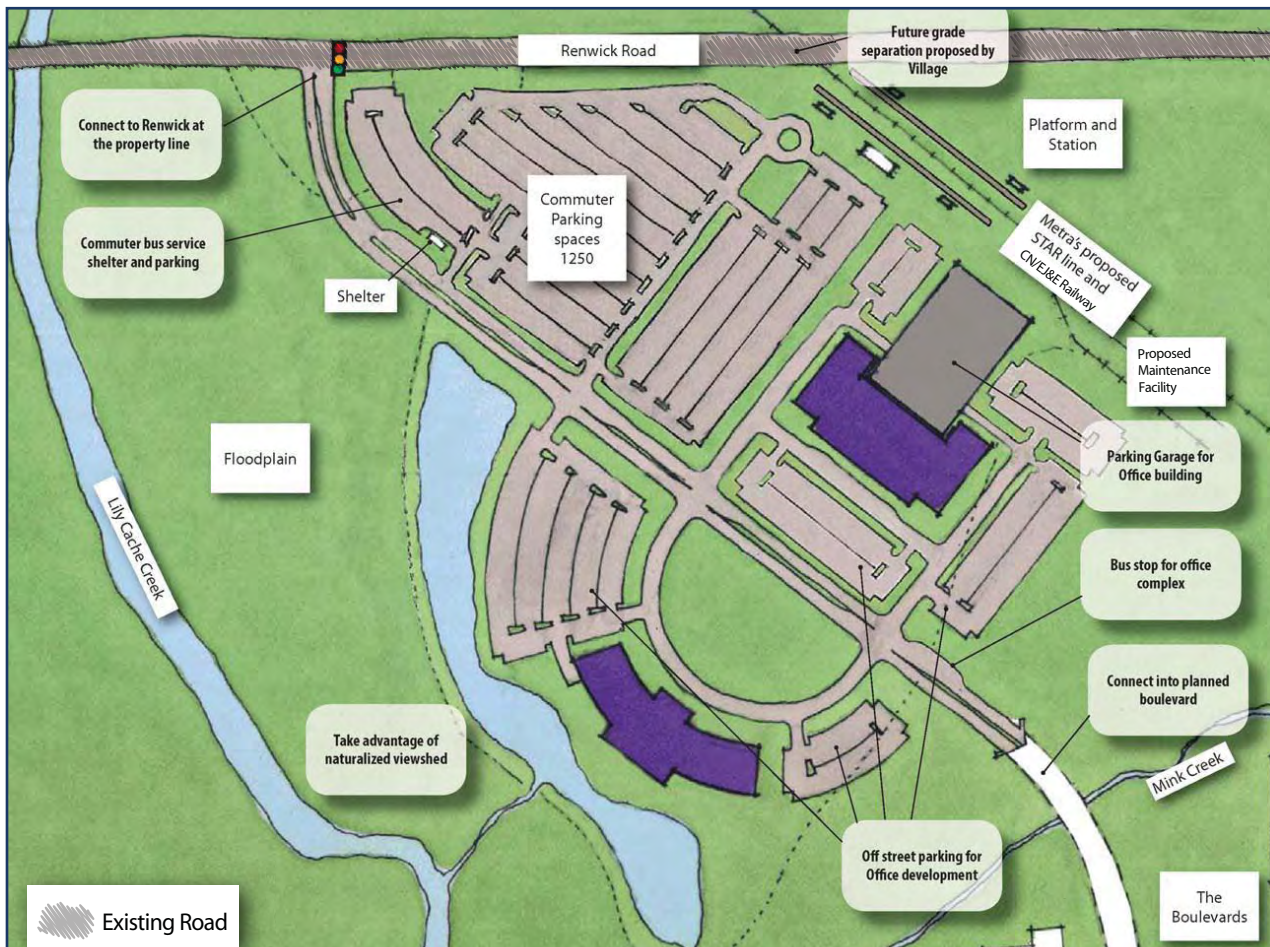 Renwick Road
Future grade
separation proposed by
Village
Connect to Renwick at
the property line
Platform and
Station
Commuter
Parking
spaces
1250
Commuter bus service
shelter and parking
Shelter
Metra's proposed
STAR line and
CN/EJ&E Railway
Proposed
Maintenance
Facility
Floodplain
Parking Garage for
Office building
Lily Cache Creek
Bus stop for office
complex
Connect into planned
boulevard
Take advantage of
naturalized viewshed
Mink Creek
Off street parking for
Office development
The
Boulevards
Existing Road